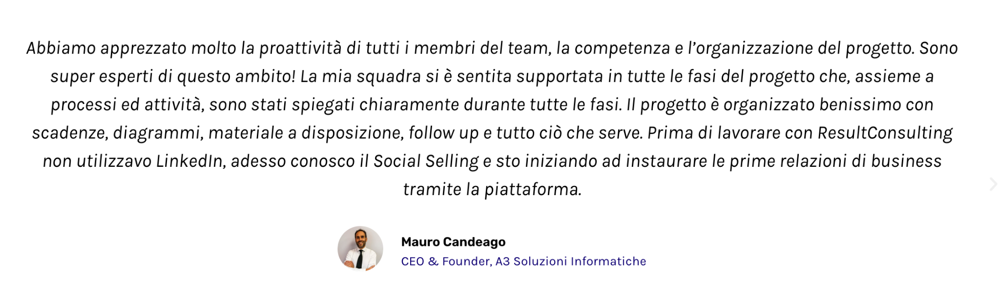 Abbiamo apprezzato molto la proattività di tutti i membri del team, la competenza e l’organizzazione del progetto. Sono
super esperti di questo ambito! La mia squadra si è sentita supportata in tutte le fasi del progetto che, assieme a
processi ed attività, sono stati spiegati chiaramente durante tutte le fasi. Il progetto è organizzato benissimo con
scadenze, diagrammi, materiale a disposizione, follow up e tutto ciò che serve. Prima di lavorare con ResultConsulting
non utilizzavo LinkedIn, adesso conosco il Social Selling e sto iniziando ad instaurare le prime relazioni di business
tramite la piattaforma.
Mauro Candeago
CEO & Founder, A3 Soluzioni Informatiche